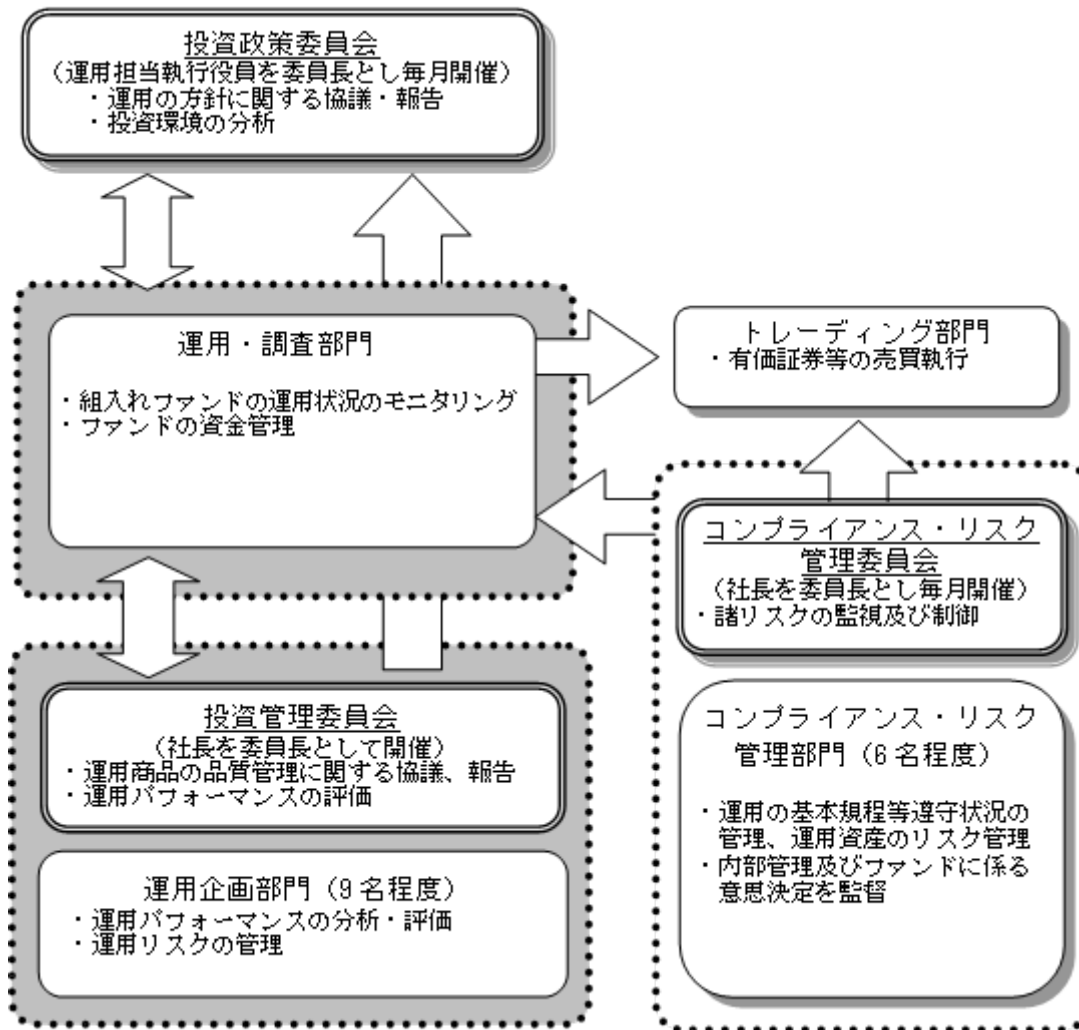 投資政策委員会
(運用担当執行役員を委員長とし毎月開催)
・運用の方針に関する協議・報告
・投資環境の分析
運用・調査部門
・組入れファンドの運用状況のモニタリング
・ファンドの資金管理
トレーディング部門
・有価証券等の売買執行
コンプライアンス・リスク
管理委員会
(社長を委員長とし毎月開催)
・諸リスクの監視及び制御
投資管理委員会
(社長を委員長として開催)
・運用商品の品質管理に関する協議、報告
・運用パフォーマンスの評価
運用企画部門(9名程度)
・運用パフォーマンスの分析・評価
・運用リスクの管理
コンプライアンス・リスク
管理部門(6名程度)
・運用の基本規程等遵守状況の
管理、運用資産のリスク管理
・内部管理及びファンドに係る
意思決定を監督